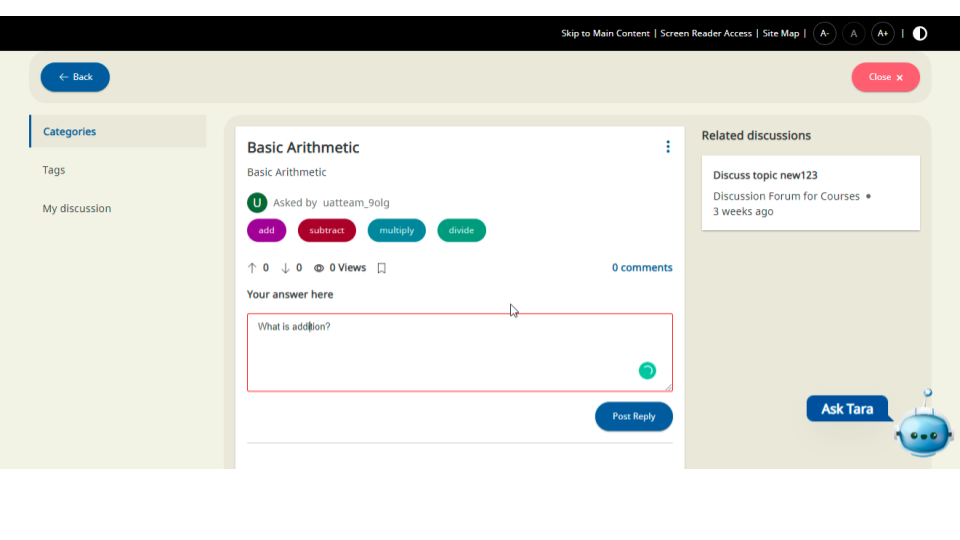 Skip to Main Content | Screen Reader Access | Site Map | A- A A+ |
← Back
Close ×
Categories
Tags
My discussion
Basic Arithmetic
Basic Arithmetic
U Asked by uatteam_9olg
add subtract multiply divide
↑ 0 ↓ 0 0 Views
0 comments
Your answer here
What is addition?
Post Reply
Related discussions
Discuss topic new123
Discussion Forum for Courses •
3 weeks ago
Ask Tara